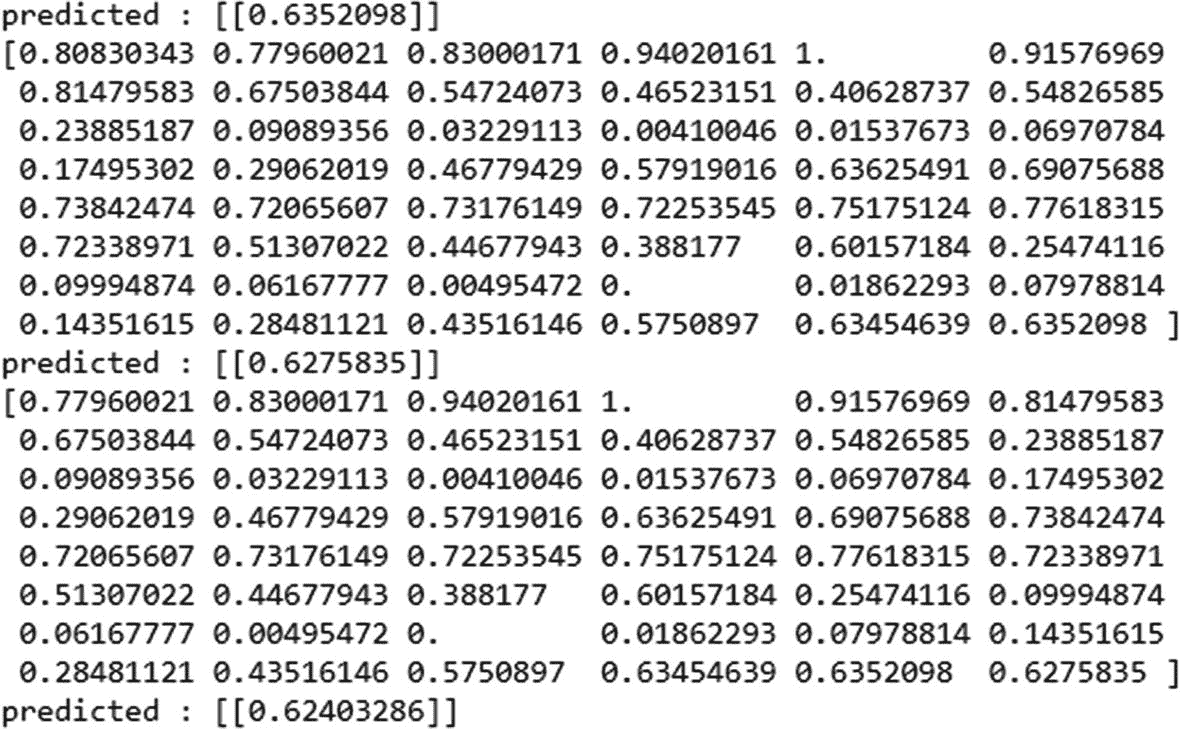 predicted : [[0.6352098]]
[0.80830343 0.77960021 0.83000171 0.94020161 1.         0.91576969
 0.81479583 0.67503844 0.54724073 0.46523151 0.40628737 0.54826585
 0.23885187 0.09089356 0.03229113 0.00410046 0.01537673 0.06970784
 0.17495302 0.29062019 0.46779429 0.57919016 0.63625491 0.69075688
 0.73842474 0.72065607 0.73176149 0.72253545 0.75175124 0.77618315
 0.72338971 0.51307022 0.44677943 0.388177   0.60157184 0.25474116
 0.09994874 0.06167777 0.00495472 0.         0.01862293 0.07978814
 0.14351615 0.28481121 0.43516146 0.5750897  0.63454639 0.6352098 ]
predicted : [[0.6275835]]
[0.77960021 0.83000171 0.94020161 1.         0.91576969 0.81479583
 0.67503844 0.54724073 0.46523151 0.40628737 0.54826585 0.23885187
 0.09089356 0.03229113 0.00410046 0.01537673 0.06970784 0.17495302
 0.29062019 0.46779429 0.57919016 0.63625491 0.69075688 0.73842474
 0.72065607 0.73176149 0.72253545 0.75175124 0.77618315 0.72338971
 0.51307022 0.44677943 0.388177   0.60157184 0.25474116 0.09994874
 0.06167777 0.00495472 0.         0.01862293 0.07978814 0.14351615
 0.28481121 0.43516146 0.5750897  0.63454639 0.6352098  0.6275835 ]
predicted : [[0.62403286]]